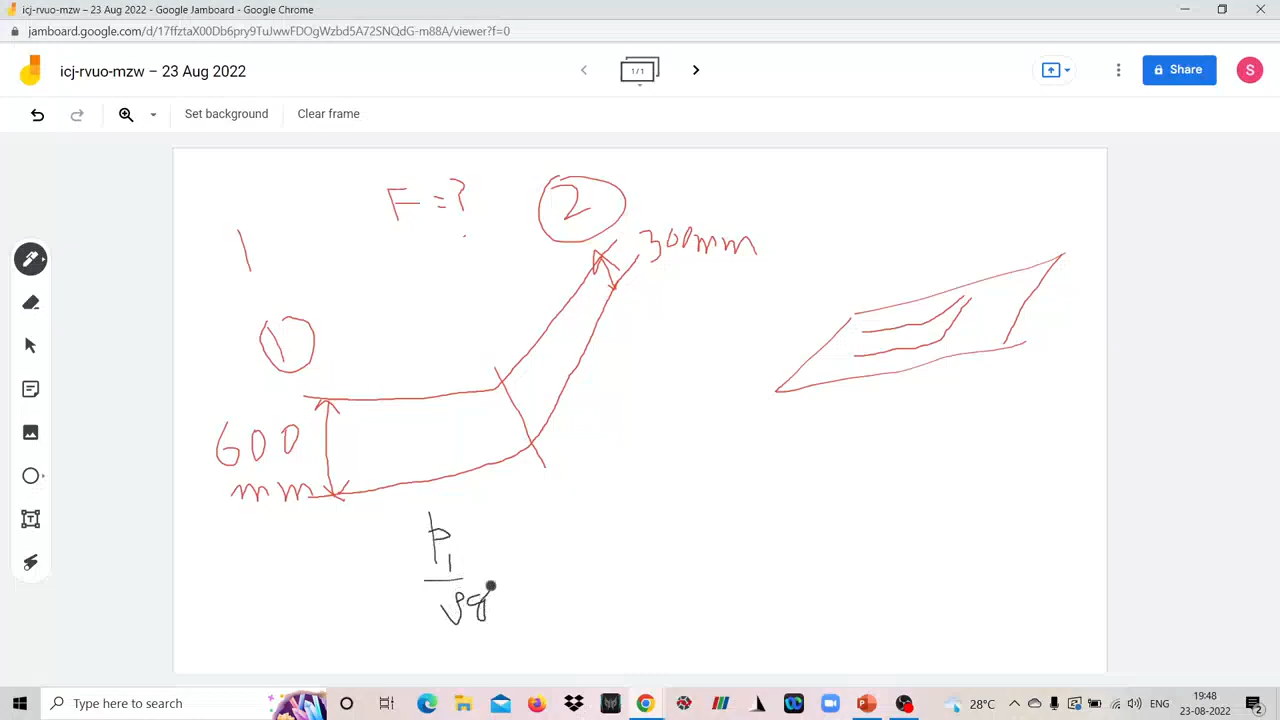 icj-rvuo-mzw – 23 Aug 2022 - Google Jamboard - Google Chrome
jamboard.google.com/d/17ffztaX00Db6pry9TuJwwFDOgWzbd5A72SNQdG-m88A/viewer?f=0
icj-rvuo-mzw – 23 Aug 2022
1 / 1
Share
S
Set background
Clear frame
F = ?
2
300mm
1
1
600
mm
p1
ρg
Type here to search
28°C
ENG
19:48
23-08-2022
2